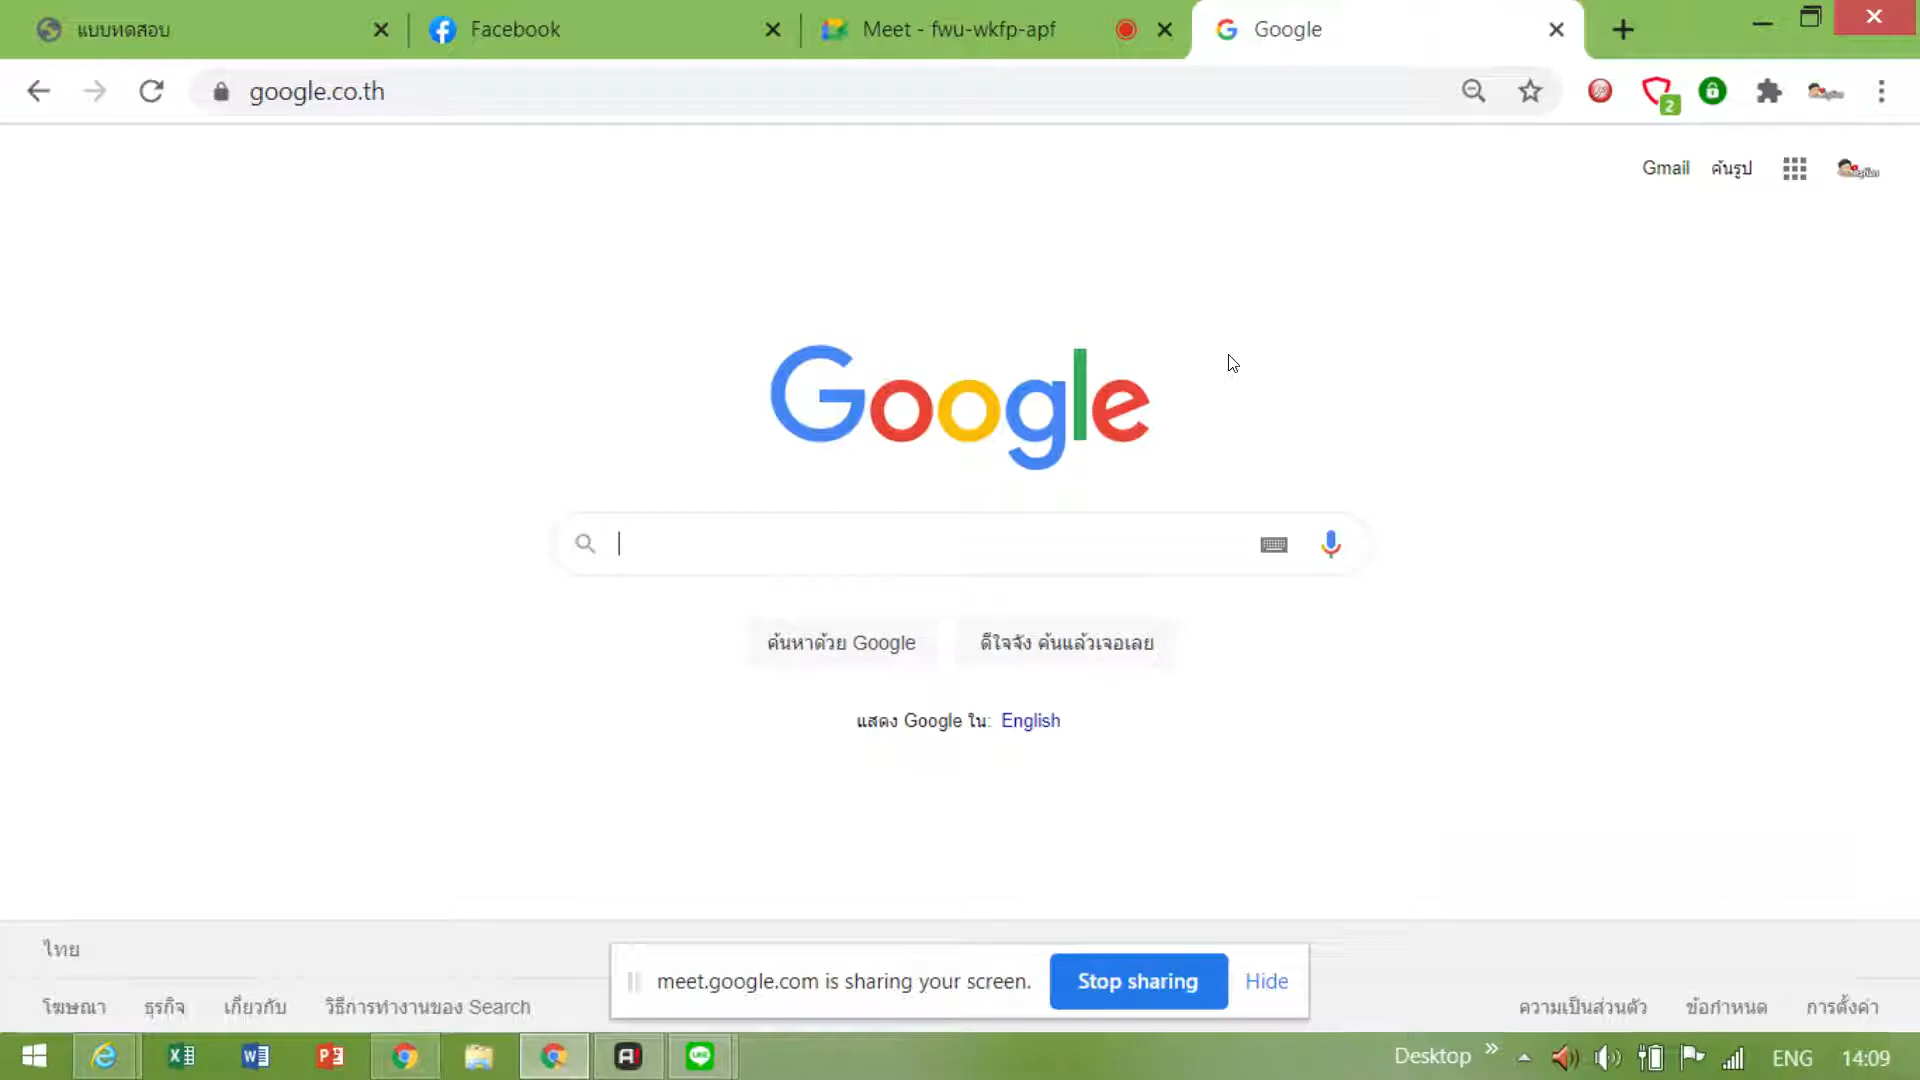 แบบทดสอบ
Facebook
Meet - fwu-wkfp-apf
Google
google.co.th
2
Gmail ค้นรูป
Google
ค้นหาด้วย Google ดีใจจัง ค้นแล้วเจอเลย
แสดง Google ใน: English
ไทย
meet.google.com is sharing your screen. Stop sharing Hide
โฆษณา ธุรกิจ เกี่ยวกับ วิธีการทำงานของ Search
ความเป็นส่วนตัว ข้อกำหนด การตั้งค่า
Desktop ENG 14:09